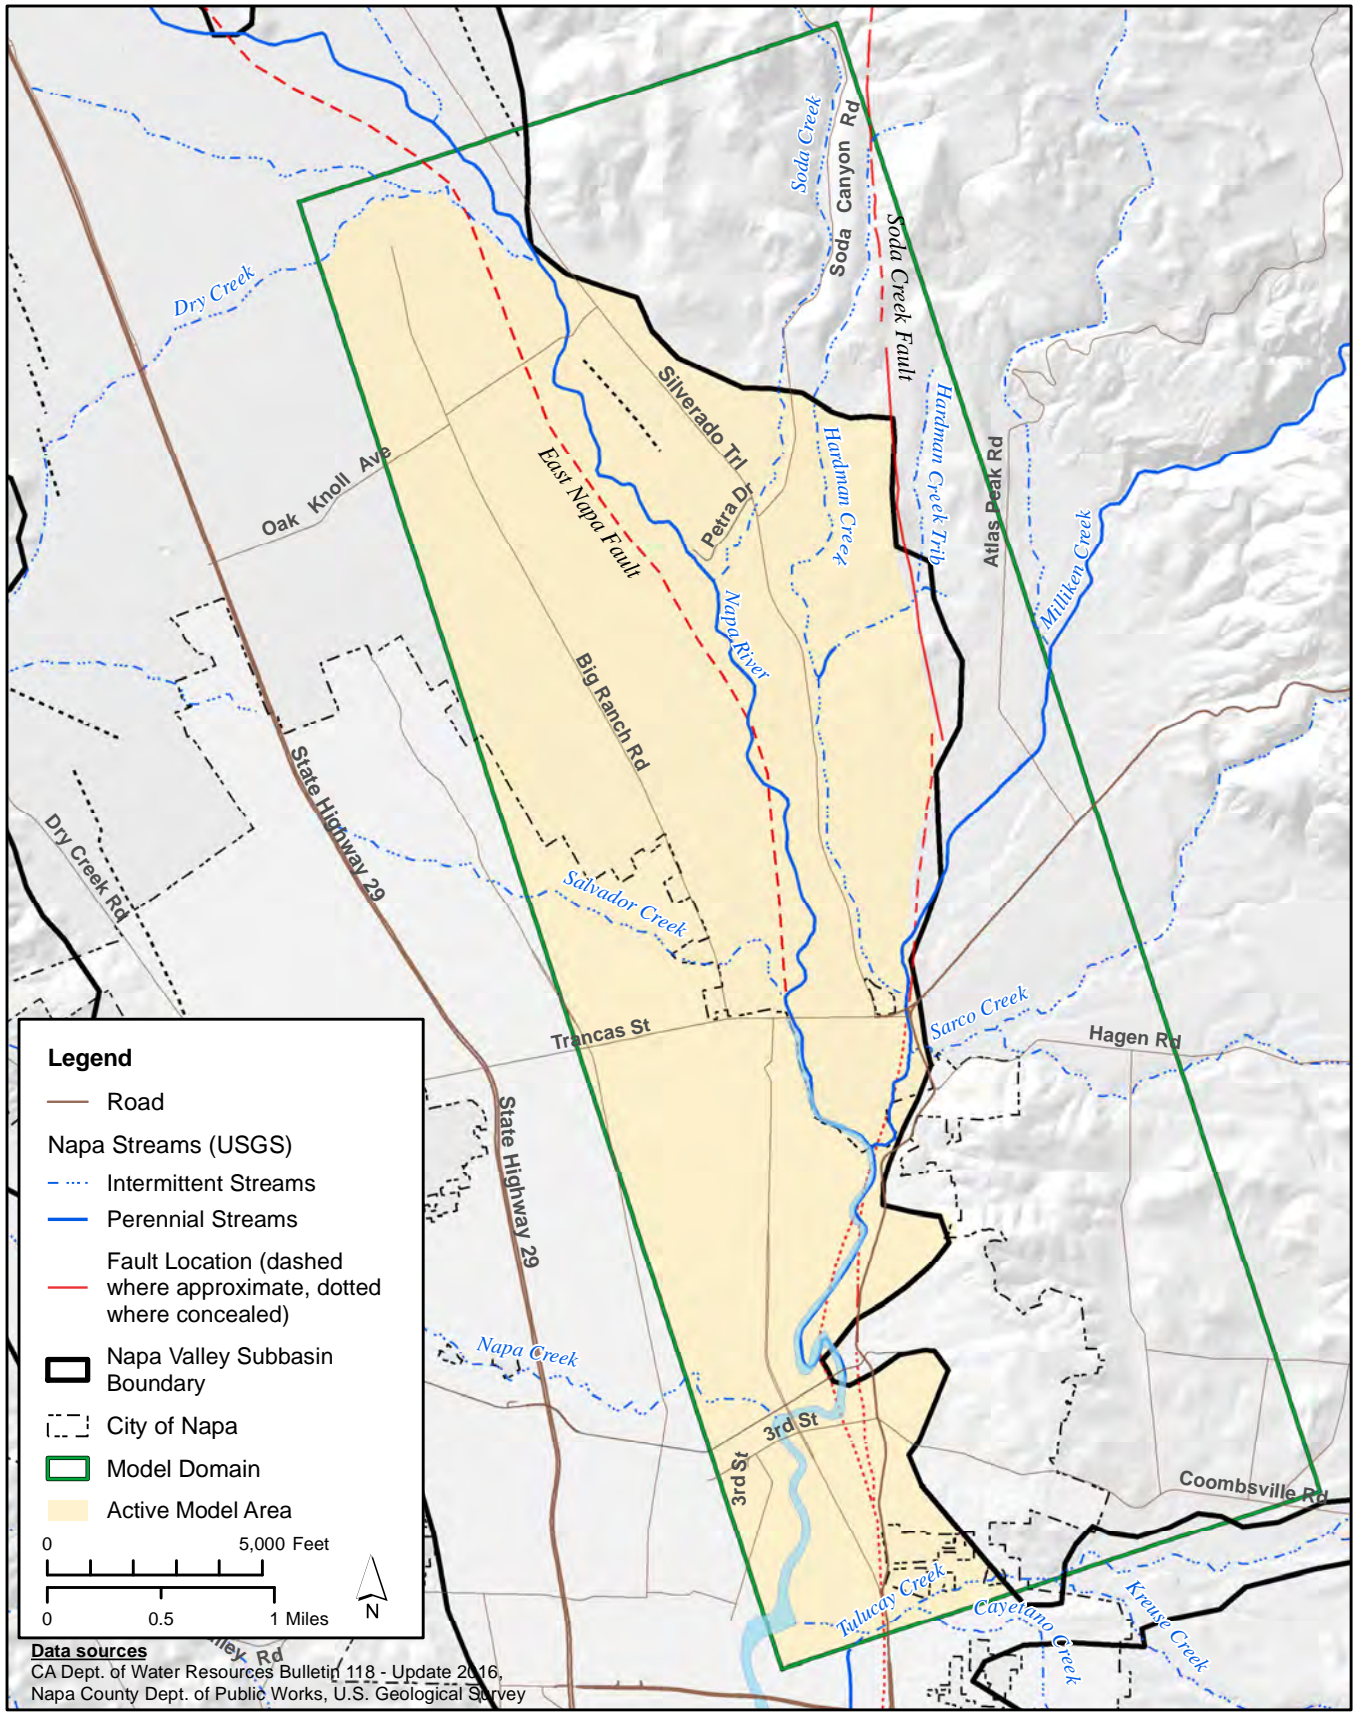 Soda Creek
Soda Canyon Rd
Soda Creek Fault
Dry Creek
Silverado Trl
Hardman Creek
Hardman Creek Trib
Atlas Peak Rd
Oak Knoll Ave
East Napa Fault
Petra Dr
Milliken Creek
Napa River
Big Ranch Rd
State Highway 29
Dry Creek Rd
Salvador Creek
Sarco Creek
Trancas St
Hagen Rd
State Highway 29
Napa Creek
3rd St
3rd St
Coombsville Rd
Tulucay Creek
Cayetano Creek
Kreuse Creek
Legend
Road
Napa Streams (USGS)
Intermittent Streams
Perennial Streams
Fault Location (dashed
where approximate, dotted
where concealed)
Napa Valley Subbasin
Boundary
City of Napa
Model Domain
Active Model Area
0 5,000 Feet
0 0.5 1 Miles
N
Rd
Data sources
CA Dept. of Water Resources Bulletin 118 - Update 2016,
Napa County Dept. of Public Works, U.S. Geological Survey